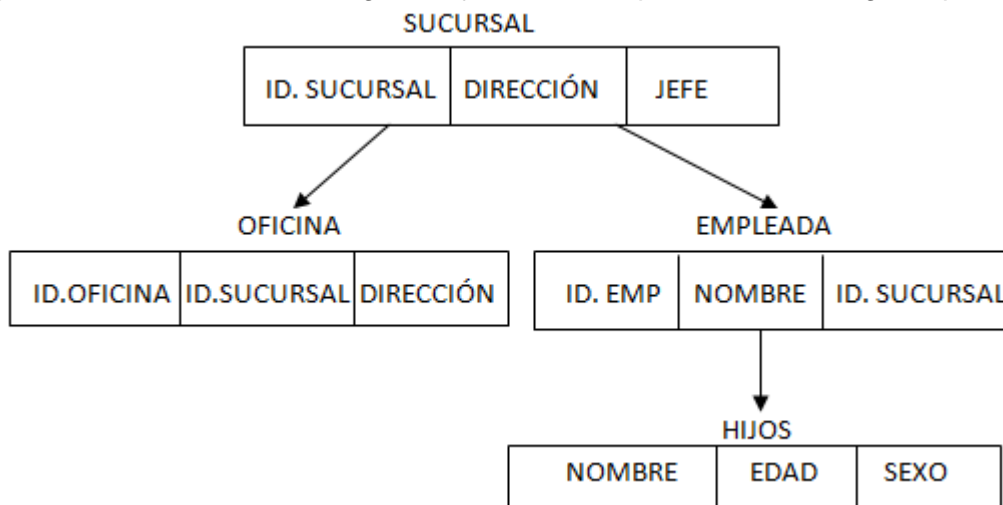 SUCURSAL
ID. SUCURSAL DIRECCIÓN JEFE
OFICINA EMPLEADA
ID.OFICINA ID.SUCURSAL DIRECCIÓN ID. EMP NOMBRE ID. SUCURSAL
HIJOS
NOMBRE EDAD SEXO